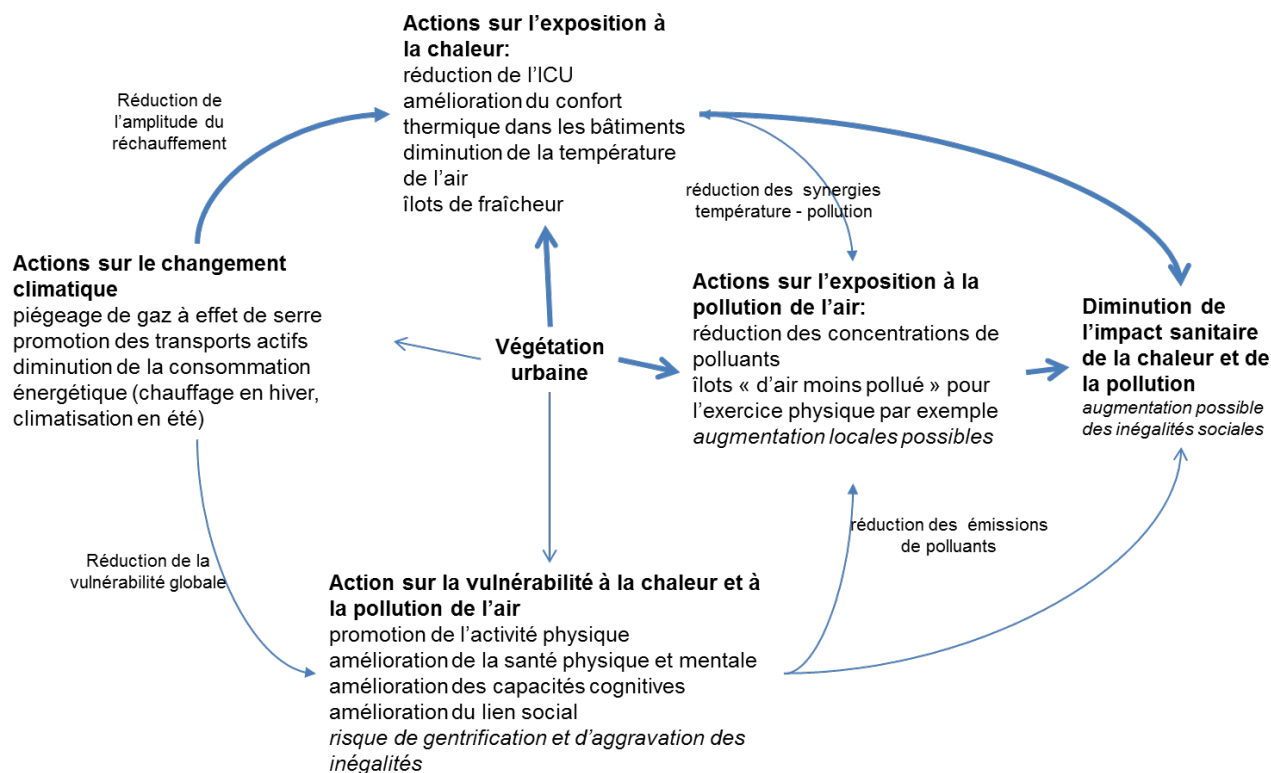 Actions sur l’exposition à
la chaleur:
réduction de l’ICU
amélioration du confort
thermique dans les bâtiments
diminution de la température
de l’air
îlots de fraîcheur
Réduction de
l’amplitude du
réchauffement
réduction des synergies
température - pollution
Actions sur le changement
climatique
piégeage de gaz à effet de serre
promotion des transports actifs
diminution de la consommation
énergétique (chauffage en hiver,
climatisation en été)
Végétation
urbaine
Actions sur l’exposition à la
pollution de l’air:
réduction des concentrations de
polluants
îlots « d’air moins pollué » pour
l’exercice physique par exemple
augmentation locales possibles
Diminution de
l’impact sanitaire
de la chaleur et de
la pollution
augmentation possible
des inégalités sociales
réduction des émissions
de polluants
Réduction de la
vulnérabilité globale
Action sur la vulnérabilité à la chaleur et à
la pollution de l’air
promotion de l’activité physique
amélioration de la santé physique et mentale
amélioration des capacités cognitives
amélioration du lien social
risque de gentrification et d’aggravation des
inégalités